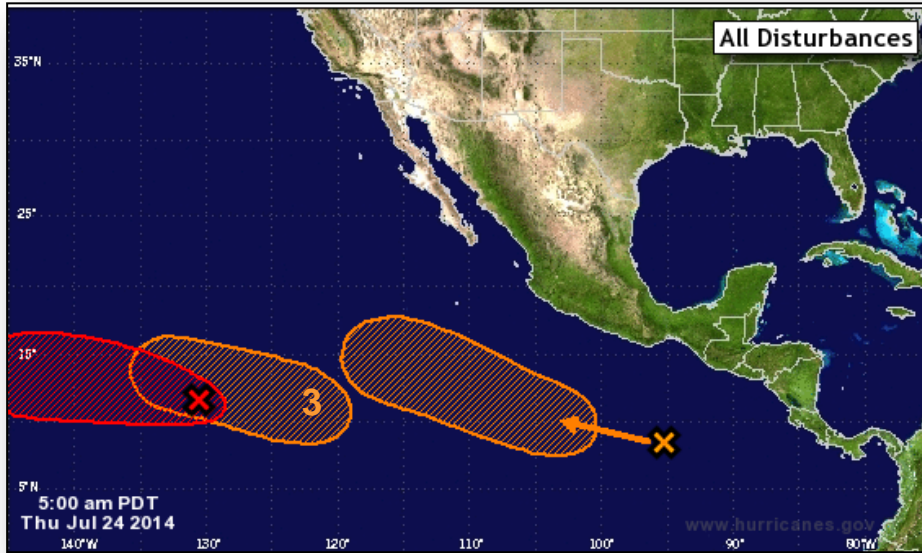 All Disturbances
35°N
25°
15°
3
5°N
5:00 am PDT
Thu Jul 24 2014
www.hurricanes.gov
140°W
130°
120°
110°
100°
90°
80°W